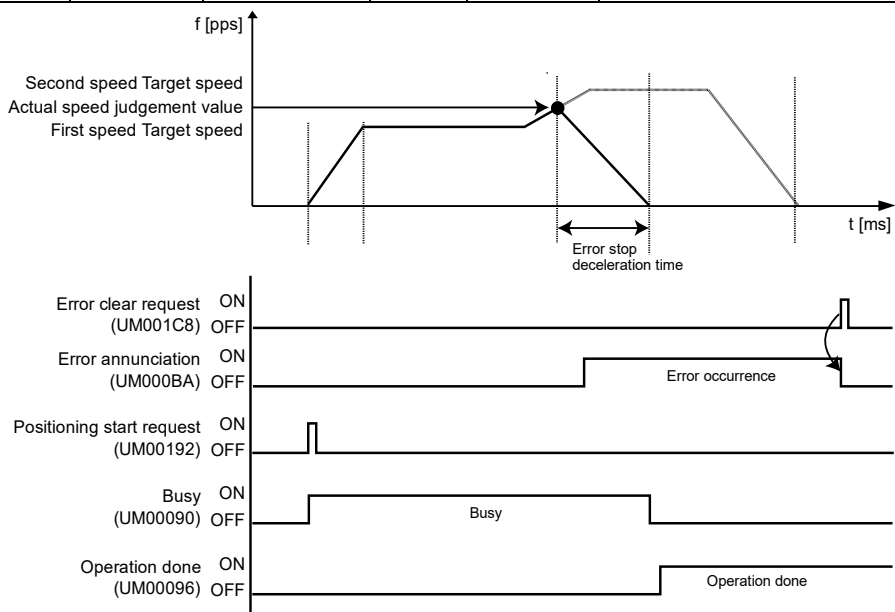 f [pps]
Second speed Target speed
Actual speed judgement value
First speed Target speed
t [ms]
Error stop
deceleration time
Error clear request ON
(UM001C8) OFF
Error annunciation ON
(UM000BA) OFF
Error occurrence
Positioning start request ON
(UM00192) OFF
Busy ON
(UM00090) OFF
Busy
Operation done ON
(UM00096) OFF
Operation done